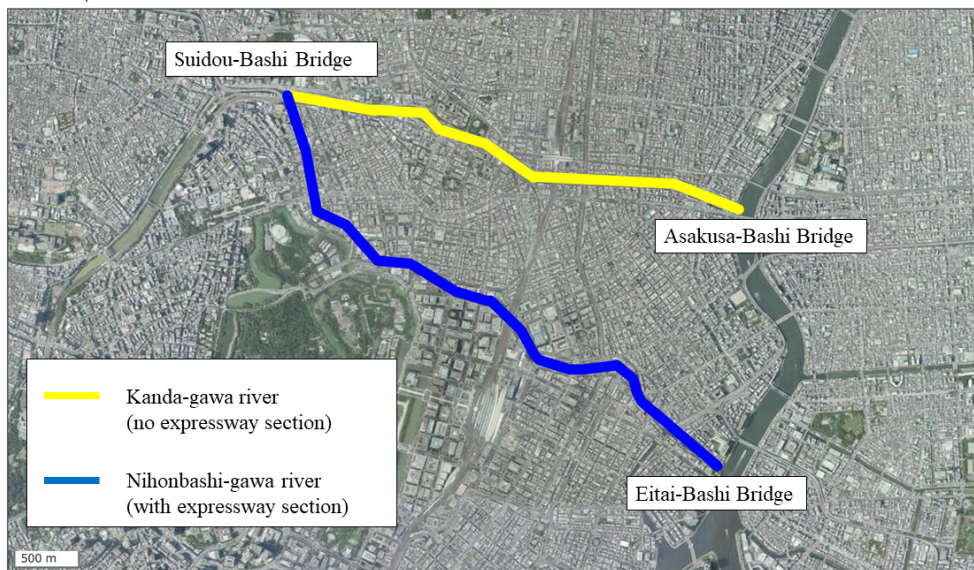 Suidou-Bashi Bridge
Asakusa-Bashi Bridge
Kanda-gawa river
(no expressway section)
Nihonbashi-gawa river
(with expressway section)
Eitai-Bashi Bridge
500 m